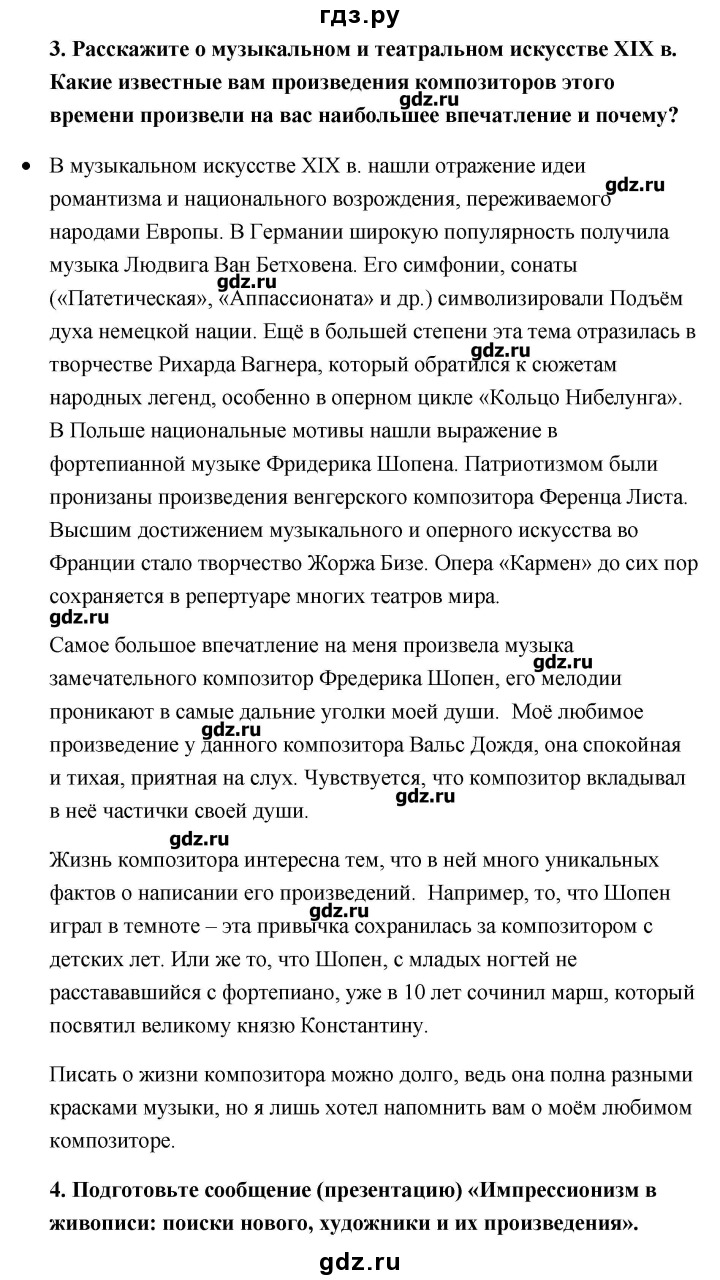 гдз.ру
3. Расскажите о музыкальном и театральном искусстве XIX в.
Какие известные вам произведения композиторов этого
gdz.ru
времени произвели на вас наибольшее впечатление и почему?
• В музыкальном искусстве XIX в. нашли отражение идеи
gdz.ru
романтизма и национального возрождения, переживаемого
народами Европы. В Германии широкую популярность получила
музыка Людвига Ван Бетховена. Его симфонии, сонаты
gdz.ru
(«Патетическая», «Аппассионата» и др.) символизировали Подъём
духа немецкой нации. Ещё в большей степени эта тема отразилась в
gdz.ru
творчестве Рихарда Вагнера, который обратился к сюжетам
народных легенд, особенно в оперном цикле «Кольцо Нибелунга».
В Польше национальные мотивы нашли выражение в
фортепианной музыке Фридерика Шопена. Патриотизмом были
пронизаны произведения венгерского композитора Ференца Листа.
Высшим достижением музыкального и оперного искусства во
Франции стало творчество Жоржа Бизе. Опера «Кармен» до сих пор
сохраняется в репертуаре многих театров мира.
gdz.ru
Самое большое впечатление на меня произвела музыка
gdz.ru
замечательного композитор Фредерика Шопен, его мелодии
проникают в самые дальние уголки моей души. Моё любимое
gdz.ru
произведение у данного композитора Вальс Дождя, она спокойная
и тихая, приятная на слух. Чувствуется, что композитор вкладывал
gdz.ru
в неё частички своей души.
gdz.ru
Жизнь композитора интересна тем, что в ней много уникальных
фактов о написании его произведений. Например, то, что Шопен
gdz.ru
играл в темноте – эта привычка сохранилась за композитором с
детских лет. Или же то, что Шопен, с младых ногтей не
расстававшийся с фортепиано, уже в 10 лет сочинил марш, который
посвятил великому князю Константину.
Писать о жизни композитора можно долго, ведь она полна разными
красками музыки, но я лишь хотел напомнить вам о моём любимом
композиторе.
4. Подготовьте сообщение (презентацию) «Импрессионизм в
живописи: поиски нового, художники и их произведения».
gdz.ru